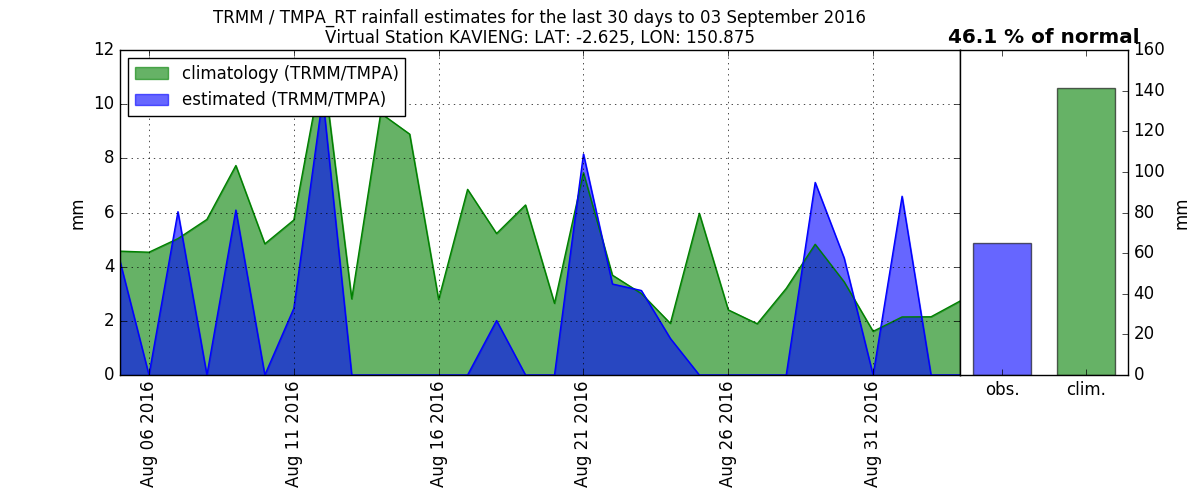 TRMM / TMPA_RT rainfall estimates for the last 30 days to 03 September 2016
Virtual Station KAVIENG: LAT: -2.625, LON: 150.875
46.1 % of normal
climatology (TRMM/TMPA)
estimated (TRMM/TMPA)
mm
12
10
8
6
4
2
0
Aug 06 2016
Aug 11 2016
Aug 16 2016
Aug 21 2016
Aug 26 2016
Aug 31 2016
obs.
clim.
160
140
120
100
80
60
40
20
0
mm